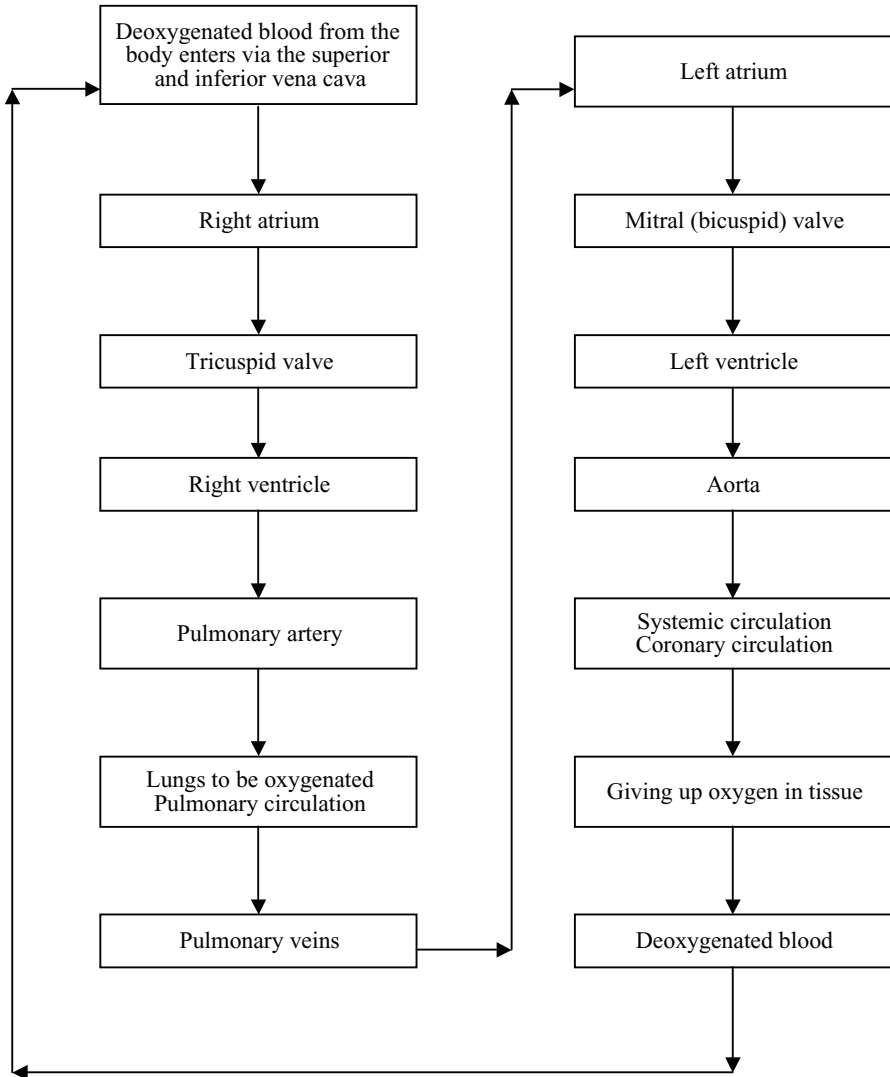 Deoxygenated blood from the
body enters via the superior
and inferior vena cava
Right atrium
Tricuspid valve
Right ventricle
Pulmonary artery
Lungs to be oxygenated
Pulmonary circulation
Pulmonary veins
Left atrium
Mitral (bicuspid) valve
Left ventricle
Aorta
Systemic circulation
Coronary circulation
Giving up oxygen in tissue
Deoxygenated blood